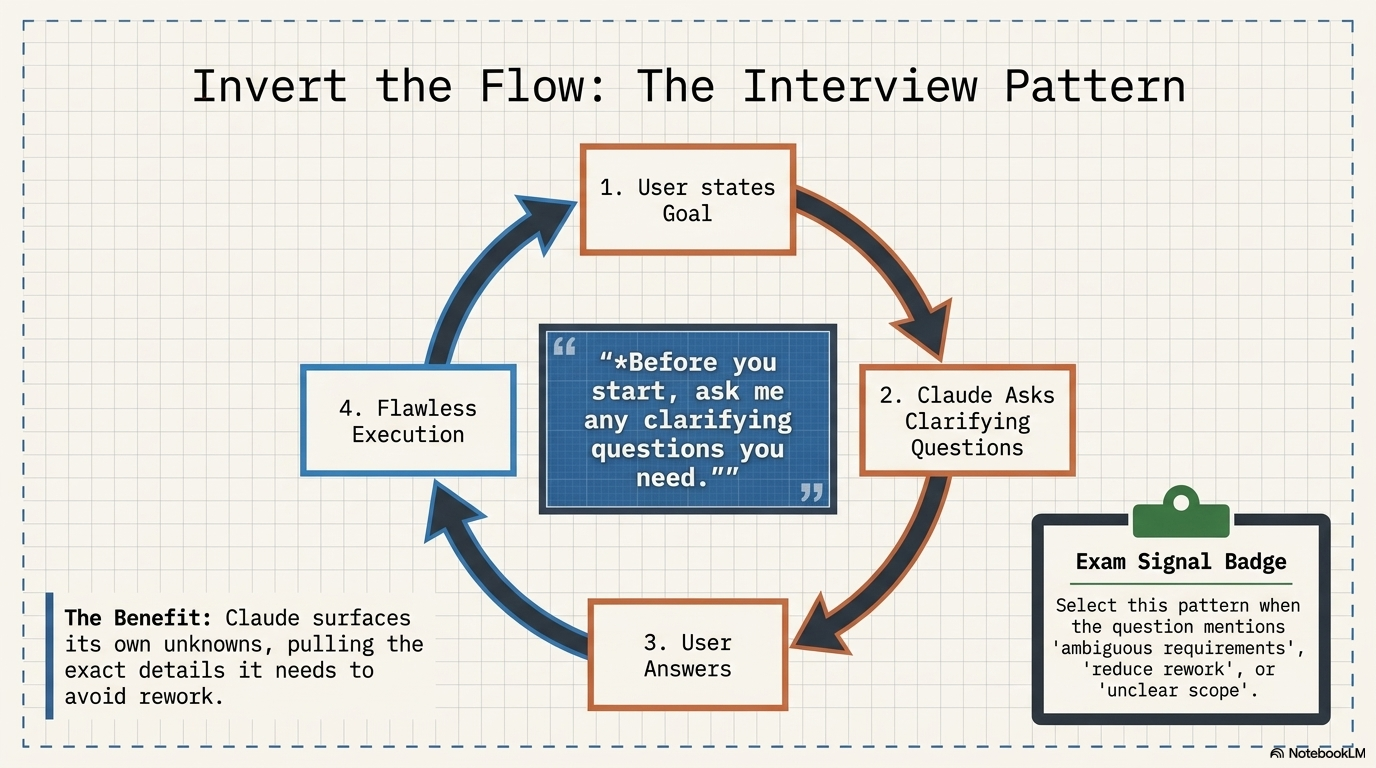 Invert the Flow: The Interview Pattern
1. User states
Goal
2. Claude Asks
Clarifying
Questions
3. User
Answers
4. Flawless
Execution
“
“*Before you
start, ask me
any clarifying
questions you
need.””
”
The Benefit: Claude surfaces
its own unknowns, pulling the
exact details it needs to
avoid rework.
Exam Signal Badge
Select this pattern when
the question mentions
'ambiguous requirements',
'reduce rework', or
'unclear scope'.
NotebookLM